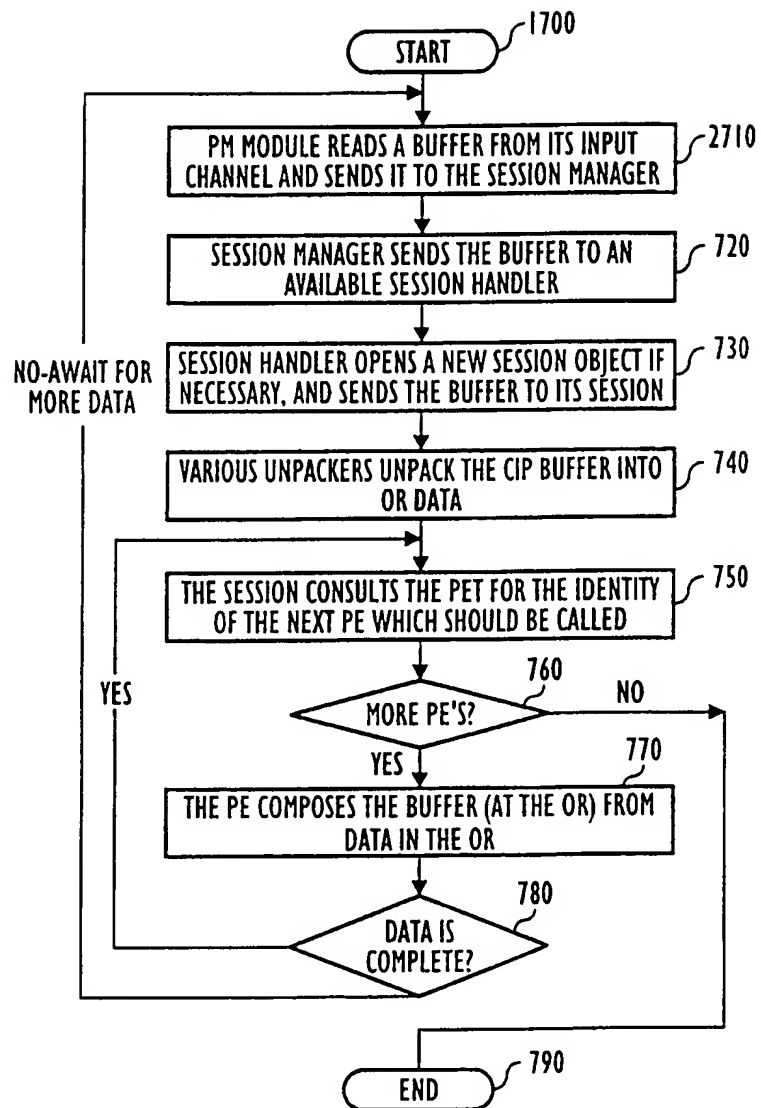 START
1700
PM MODULE READS A BUFFER FROM ITS INPUT
CHANNEL AND SENDS IT TO THE SESSION MANAGER
2710
SESSION MANAGER SENDS THE BUFFER TO AN
AVAILABLE SESSION HANDLER
720
NO-AWAIT FOR
MORE DATA
SESSION HANDLER OPENS A NEW SESSION OBJECT IF
NECESSARY, AND SENDS THE BUFFER TO ITS SESSION
730
VARIOUS UNPACKERS UNPACK THE CIP BUFFER INTO
OR DATA
740
THE SESSION CONSULTS THE PET FOR THE IDENTITY
OF THE NEXT PE WHICH SHOULD BE CALLED
750
YES
MORE PE'S?
760
NO
YES
770
THE PE COMPOSES THE BUFFER (AT THE OR) FROM
DATA IN THE OR
DATA IS
COMPLETE?
780
END
790